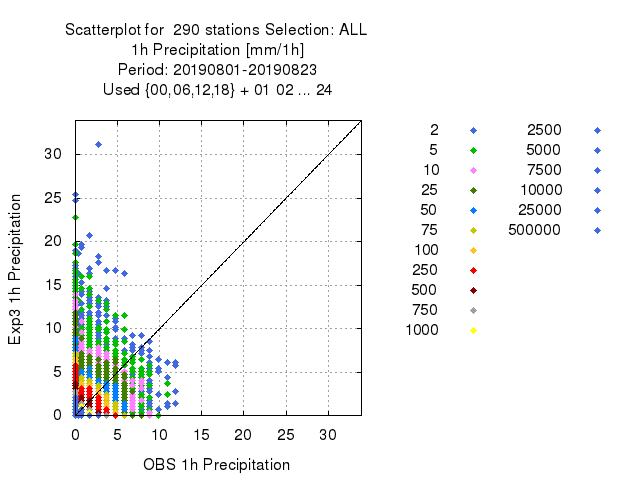 Scatterplot for 290 stations Selection: ALL
1h Precipitation [mm/1h]
Period: 20190801-20190823
Used {00,06,12,18} + 01 02 ... 24
Exp3 1h Precipitation
30
25
20
15
10
5
0
0 5 10 15 20 25 30
OBS 1h Precipitation
2 2500
5 5000
10 7500
25 10000
50 25000
75 500000
100
250
500
750
1000